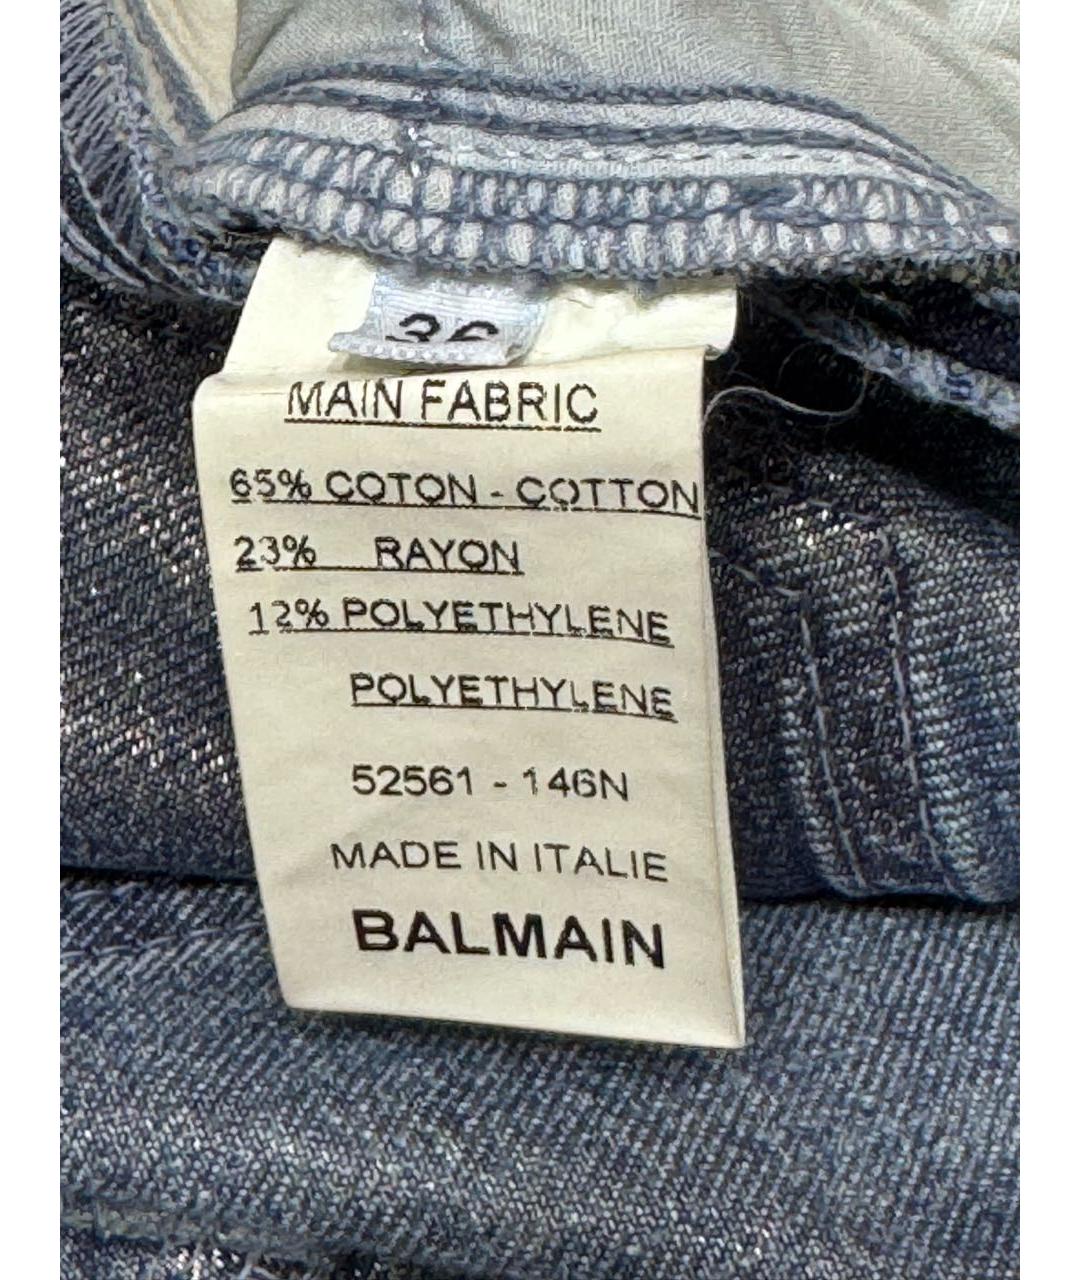 36
MAIN FABRIC
65% COTON - COTTON
23% RAYON
12% POLYETHYLENE
POLYETHYLENE
52561 - 146N
MADE IN ITALIE
BALMAIN